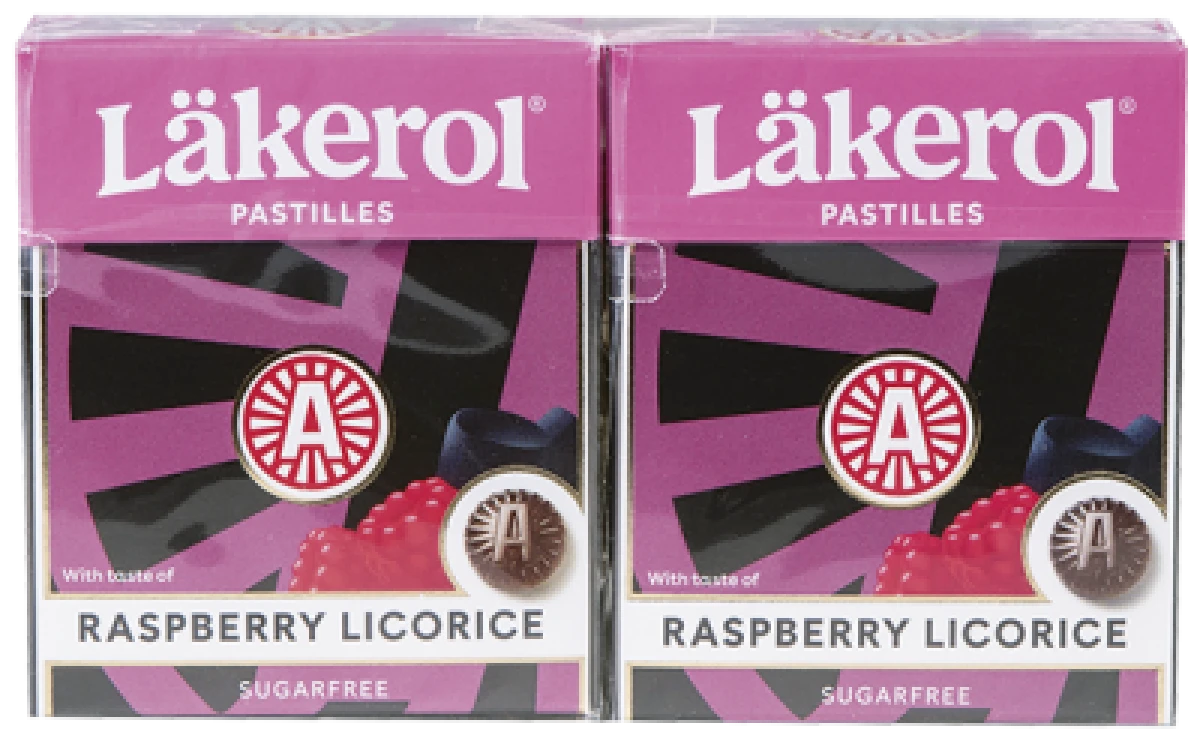 Läkerol®
PASTILLES
A
A
With taste of
RASPBERRY LICORICE
SUGARFREE
Läkerol®
PASTILLES
A
A
With taste of
RASPBERRY LICORICE
SUGARFREE